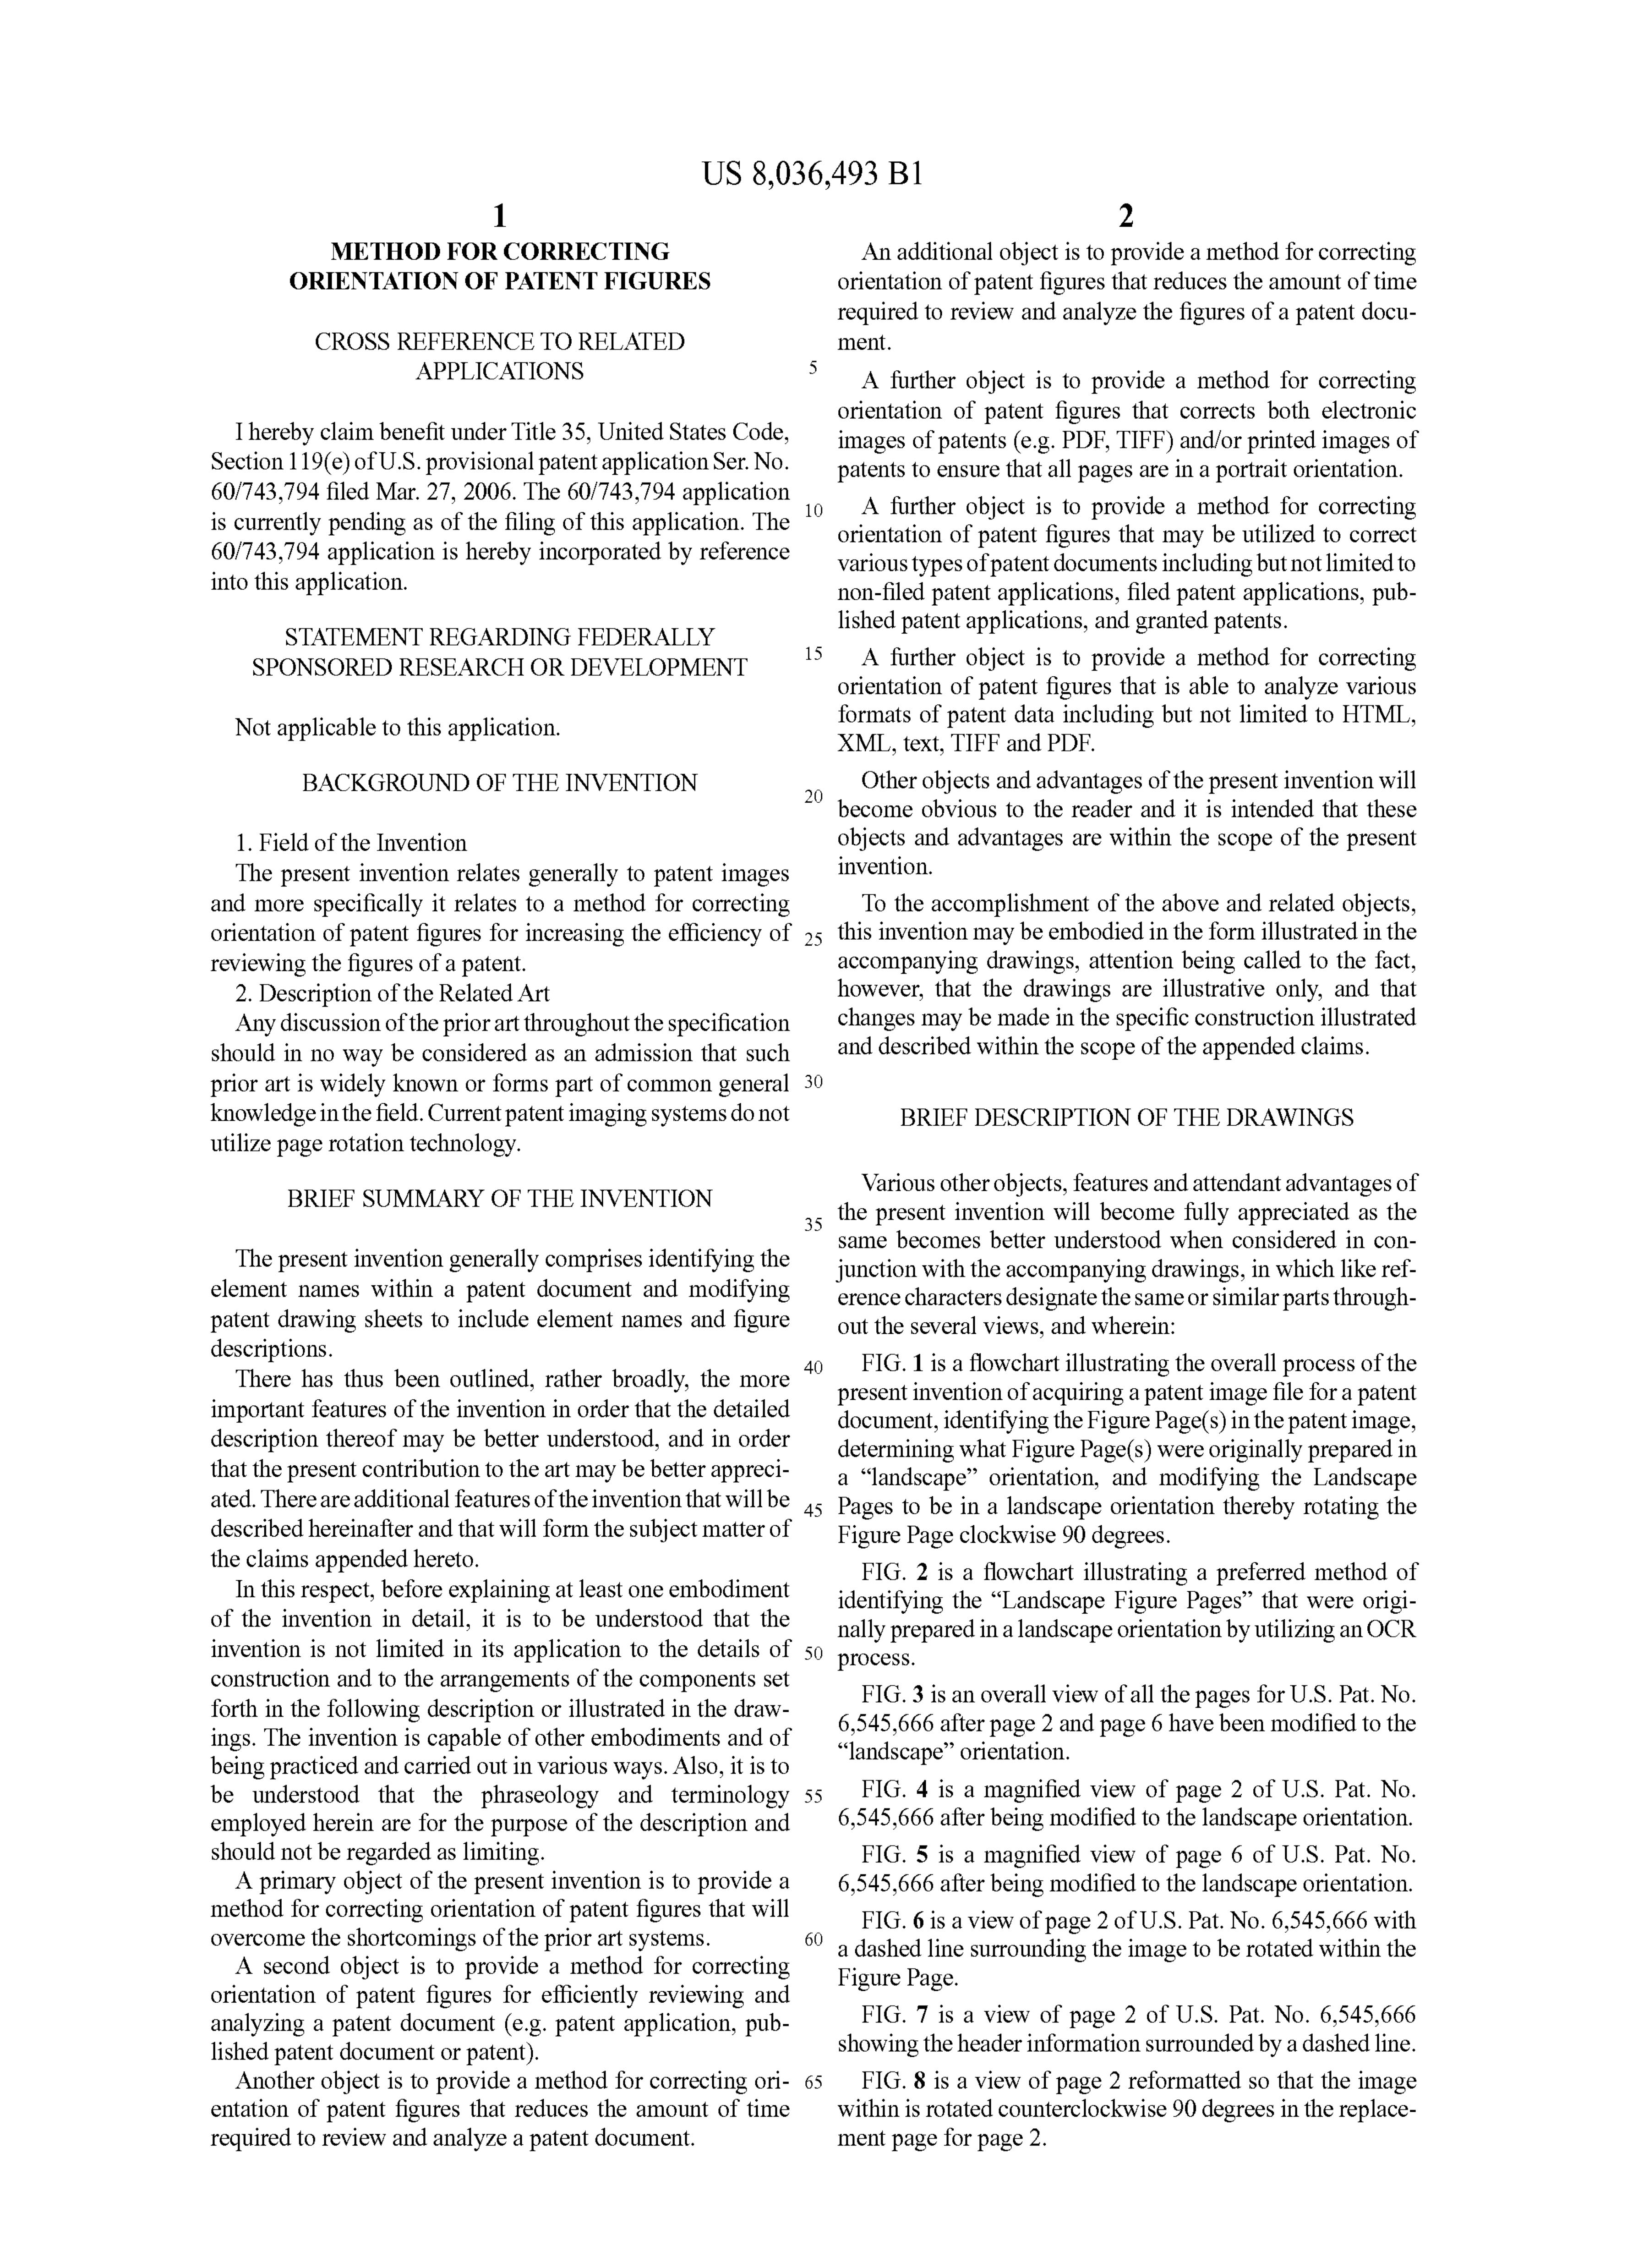 US 8,036,493 B1
1
METHOD FOR CORRECTING
ORIENTATION OF PATENT FIGURES
CROSS REFERENCE TO RELATED
APPLICATIONS
I hereby claim benefit under Title 35, United States Code,
Section 119(e) of U.S. provisional patent application Ser. No.
60/743,794 filed Mar. 27, 2006. The 60/743,794 application
is currently pending as of the filing of this application. The
60/743,794 application is hereby incorporated by reference
into this application.
STATEMENT REGARDING FEDERALLY
SPONSORED RESEARCH OR DEVELOPMENT
Not applicable to this application.
BACKGROUND OF THE INVENTION
1. Field of the Invention
The present invention relates generally to patent images
and more specifically it relates to a method for correcting
orientation of patent figures for increasing the efficiency of
reviewing the figures of a patent.
2. Description of the Related Art
Any discussion of the prior art throughout the specification
should in no way be considered as an admission that such
prior art is widely known or forms part of common general
knowledge in the field. Current patent imaging systems do not
utilize page rotation technology.
BRIEF SUMMARY OF THE INVENTION
The present invention generally comprises identifying the
element names within a patent document and modifying
patent drawing sheets to include element names and figure
descriptions.
There has thus been outlined, rather broadly, the more
important features of the invention in order that the detailed
description thereof may be better understood, and in order
that the present contribution to the art may be better appreci-
ated. There are additional features of the invention that will be
described hereinafter and that will form the subject matter of
the claims appended hereto.
In this respect, before explaining at least one embodiment
of the invention in detail, it is to be understood that the
invention is not limited in its application to the details of
construction and to the arrangements of the components set
forth in the following description or illustrated in the draw-
ings. The invention is capable of other embodiments and of
being practiced and carried out in various ways. Also, it is to
be understood that the phraseology and terminology
employed herein are for the purpose of the description and
should not be regarded as limiting.
A primary object of the present invention is to provide a
method for correcting orientation of patent figures that will
overcome the shortcomings of the prior art systems.
A second object is to provide a method for correcting
orientation of patent figures for efficiently reviewing and
analyzing a patent document (e.g. patent application, pub-
lished patent document or patent).
Another object is to provide a method for correcting ori-
entation of patent figures that reduces the amount of time
required to review and analyze a patent document.
5
10
15
20
25
30
35
40
45
50
55
60
65
2
An additional object is to provide a method for correcting
orientation of patent figures that reduces the amount of time
required to review and analyze the figures of a patent docu-
ment.
A further object is to provide a method for correcting
orientation of patent figures that corrects both electronic
images of patents (e.g. PDF, TIFF) and/or printed images of
patents to ensure that all pages are in a portrait orientation.
A further object is to provide a method for correcting
orientation of patent figures that may be utilized to correct
various types of patent documents including but not limited to
non-filed patent applications, filed patent applications, pub-
lished patent applications, and granted patents.
A further object is to provide a method for correcting
orientation of patent figures that is able to analyze various
formats of patent data including but not limited to HTML,
XML, text, TIFF and PDF.
Other objects and advantages of the present invention will
become obvious to the reader and it is intended that these
objects and advantages are within the scope of the present
invention.
To the accomplishment of the above and related objects,
this invention may be embodied in the form illustrated in the
accompanying drawings, attention being called to the fact,
however, that the drawings are illustrative only, and that
changes may be made in the specific construction illustrated
and described within the scope of the appended claims.
BRIEF DESCRIPTION OF THE DRAWINGS
Various other objects, features and attendant advantages of
the present invention will become fully appreciated as the
same becomes better understood when considered in con-
junction with the accompanying drawings, in which like ref-
erence characters designate the same or similar parts through-
out the several views, and wherein:
FIG. 1 is a flowchart illustrating the overall process of the
present invention of acquiring a patent image file for a patent
document, identifying the Figure Page(s) in the patent image,
determining what Figure Page(s) were originally prepared in
a “landscape” orientation, and modifying the Landscape
Pages to be in a landscape orientation thereby rotating the
Figure Page clockwise 90 degrees.
FIG. 2 is a flowchart illustrating a preferred method of
identifying the “Landscape Figure Pages” that were origi-
nally prepared in a landscape orientation by utilizing an OCR
process.
FIG. 3 is an overall view of all the pages for U.S. Pat. No.
6,545,666 after page 2 and page 6 have been modified to the
“landscape” orientation.
FIG. 4 is a magnified view of page 2 of U.S. Pat. No.
6,545,666 after being modified to the landscape orientation.
FIG. 5 is a magnified view of page 6 of U.S. Pat. No.
6,545,666 after being modified to the landscape orientation.
FIG. 6 is a view of page 2 of U.S. Pat. No. 6,545,666 with
a dashed line surrounding the image to be rotated within the
Figure Page.
FIG. 7 is a view of page 2 of U.S. Pat. No. 6,545,666
showing the header information surrounded by a dashed line.
FIG. 8 is a view of page 2 reformatted so that the image
within is rotated counterclockwise 90 degrees in the replace-
ment page for page 2.